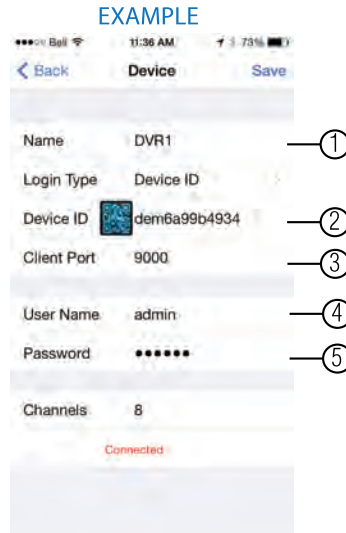 EXAMPLE
Bell 11:36 AM 73%
Back Device Save
Name DVR1 1
Login Type Device ID
Device ID dem6a99b4934 2
Client Port 9000 3
User Name admin 4
Password •••••• 5
Channels 8
Connected